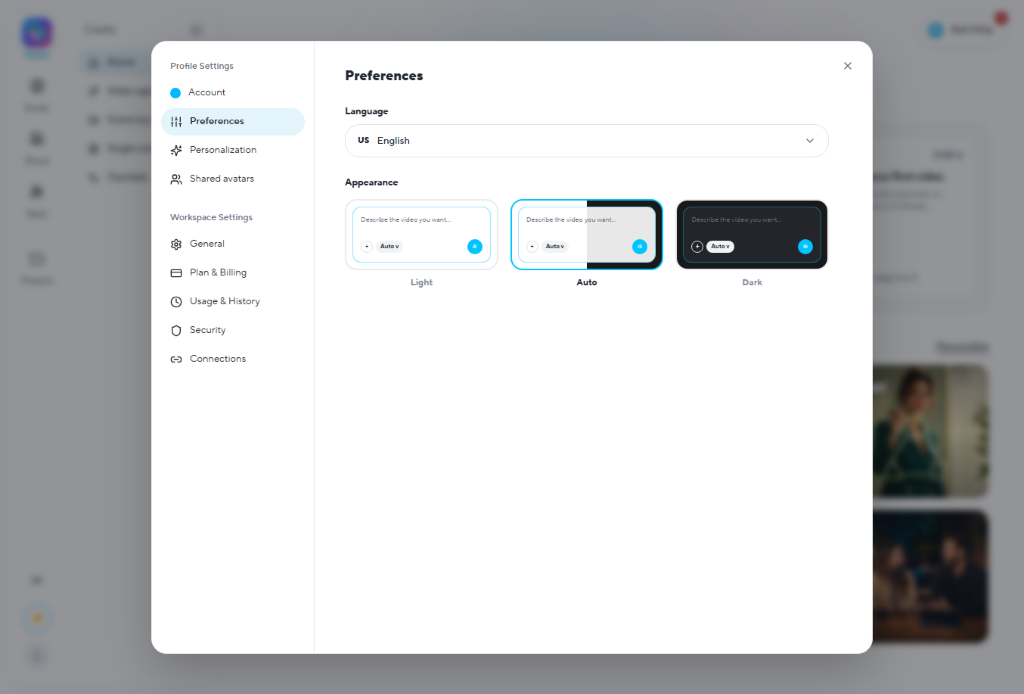 Profile Settings
Account
Preferences
Personalization
Shared avatars
Workspace Settings
General
Plan & Billing
Usage & History
Security
Connections
Preferences
Language
US English
Appearance
Describe the video you want...
Auto v
Light
Describe the video you want...
Auto v
Auto
Describe the video you want...
Auto v
Dark